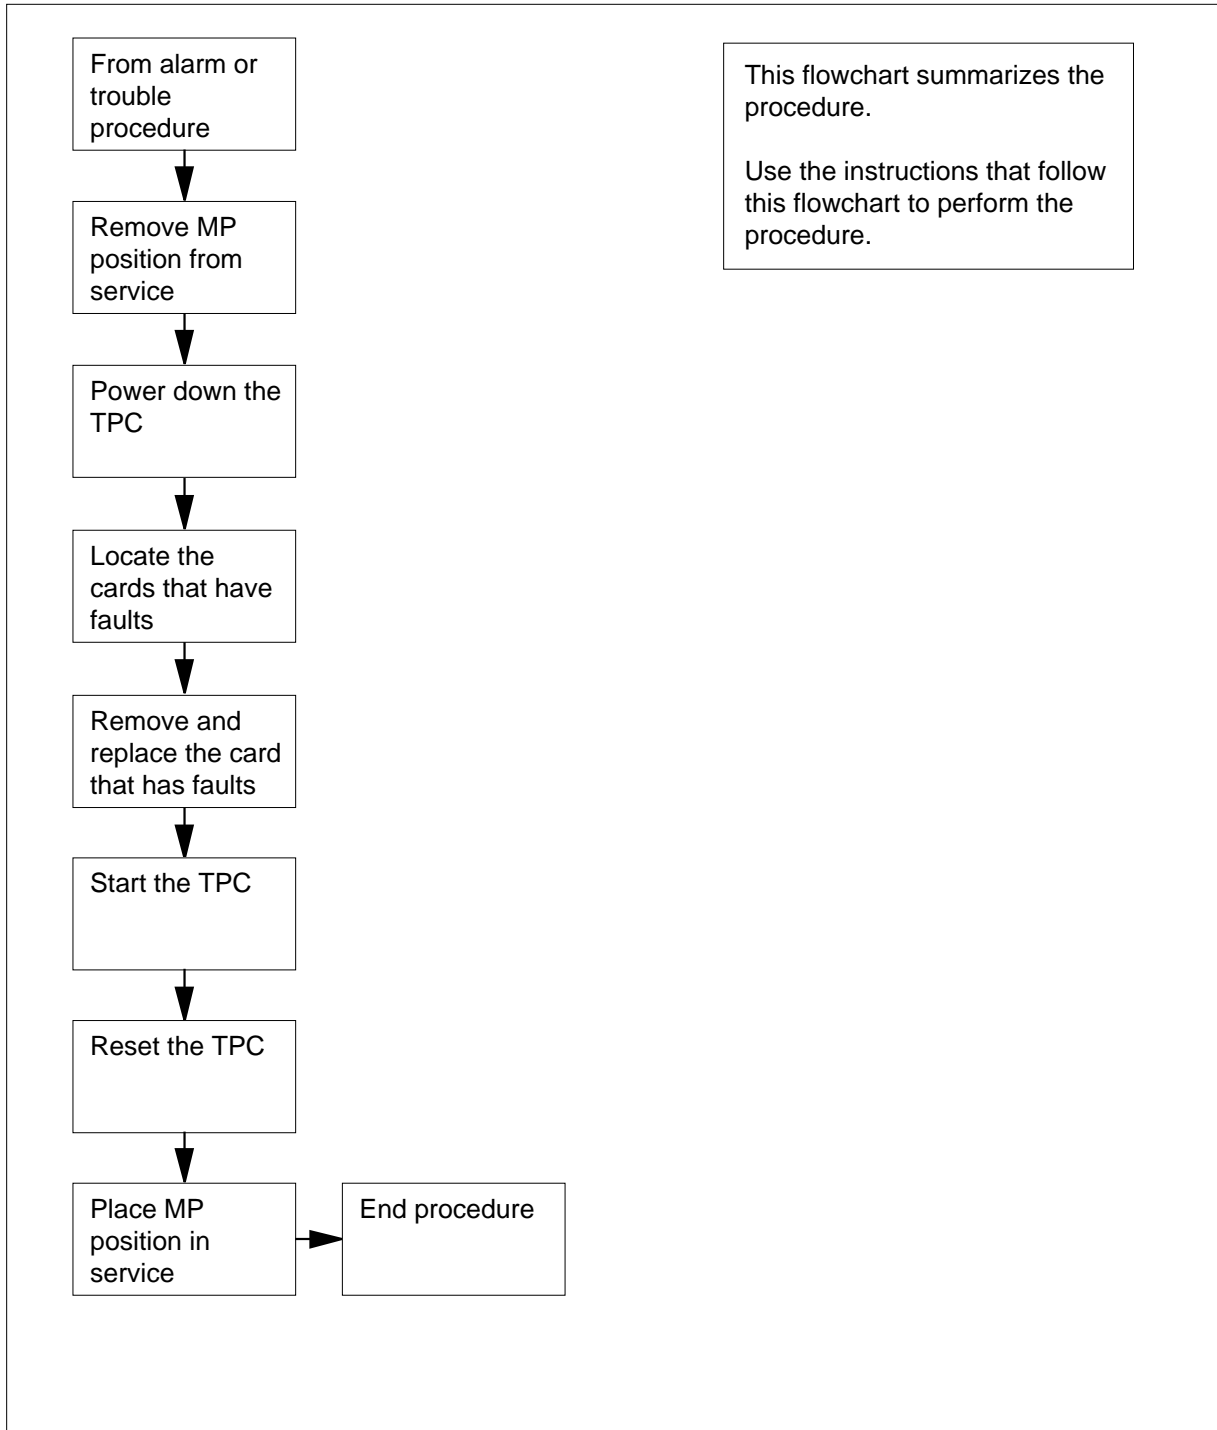 From alarm or
trouble
procedure
This flowchart summarizes the
procedure.
Use the instructions that follow
this flowchart to perform the
procedure.
Remove MP
position from
service
Power down the
TPC
Locate the
cards that have
faults
Remove and
replace the card
that has faults
Start the TPC
Reset the TPC
Place MP
position in
service
End procedure